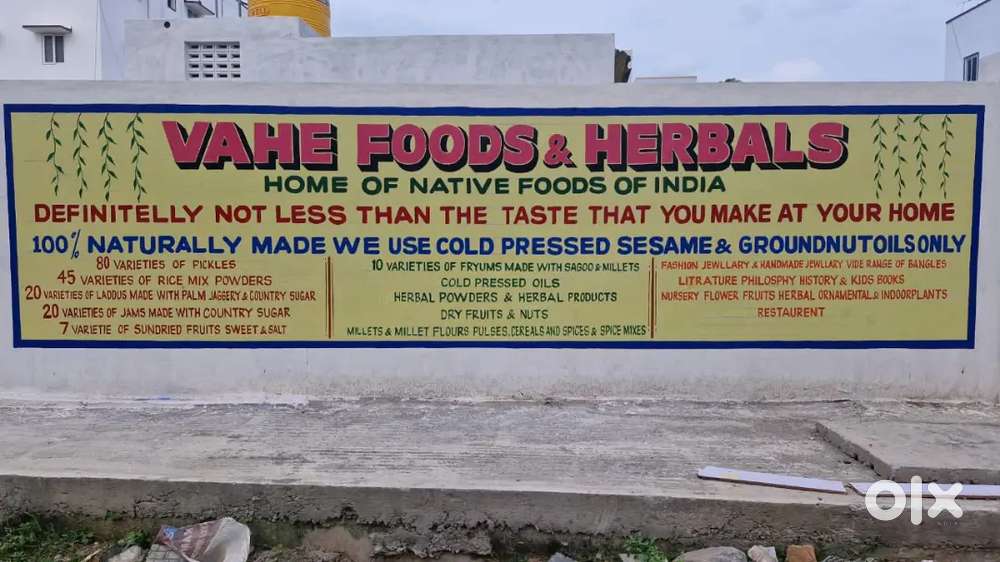 VAHE FOODS & HERBALS
HOME OF NATIVE FOODS OF INDIA
DEFINITELLY NOT LESS THAN THE TASTE THAT YOU MAKE AT YOUR HOME
100% NATURALLY MADE WE USE COLD PRESSED SESAME & GROUNDNUT OILS ONLY
80 VARIETIES OF PICKLES
45 VARIETIES OF RICE MIX POWDERS
20 VARIETIES OF LADDUS MADE WITH PALM JAGGERY & COUNTRY SUGAR
20 VARIETIES OF JAMS MADE WITH COUNTRY SUGAR
7 VARIETIE OF SUNDRIED FRUITS SWEET & SALT
10 VARIETIES OF FRYUMS MADE WITH SAGOO & MILLETS
COLD PRESSED OILS
HERBAL POWDERS & HERBAL PRODUCTS
DRY FRUITS & NUTS
MILLETS & MILLET FLOURS PULSES, CEREALS AND SPICES & SPICE MIXES
FASHION JEWLLARY & HANDMADE JEWLLARY VIDE RANGE OF BANGLES
LITRATURE PHILOSPHY HISTORY & KIDS BOOKS
NURSERY FLOWER FRUITS HERBAL ORNAMENTAL & INDOORPLANTS
RESTAURENT
olx